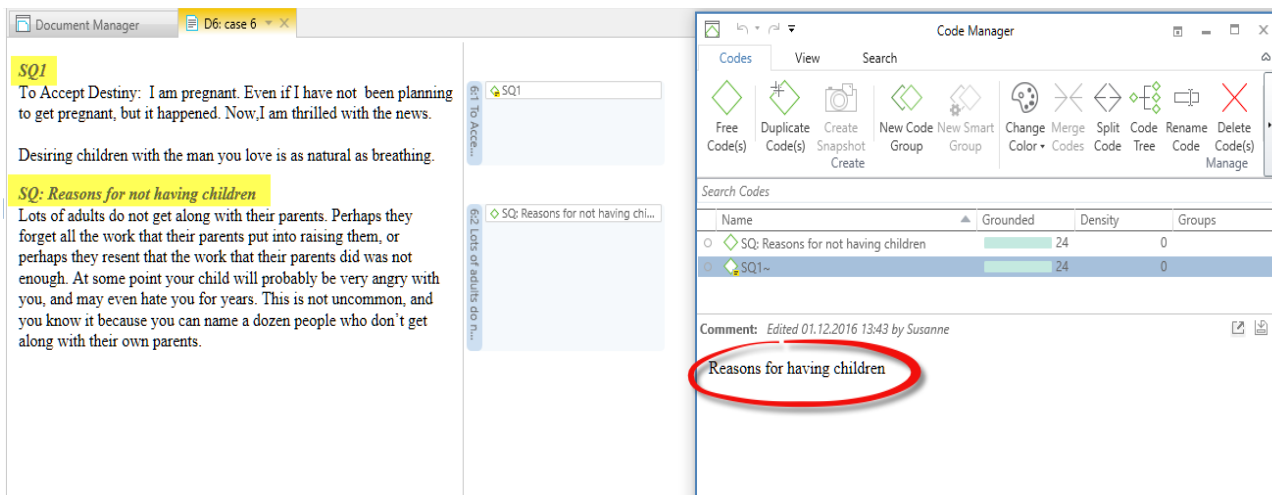 Document Manager
D6: case 6
SQ1
To Accept Destiny: I am pregnant. Even if I have not been planning
to get pregnant, but it happened. Now,I am thrilled with the news.
Desiring children with the man you love is as natural as breathing.
SQ: Reasons for not having children
Lots of adults do not get along with their parents. Perhaps they
forget all the work that their parents put into raising them, or
perhaps they resent that the work that their parents did was not
enough. At some point your child will probably be very angry with
you, and may even hate you for years. This is not uncommon, and
you know it because you can name a dozen people who don't get
along with their own parents.
6:1 To Acce...
SQ1
6:2 Lots of adults do n...
SQ: Reasons for not having chi...
Code Manager
Codes View Search
Free Code(s)
Duplicate Code(s)
Create Snapshot
Create
New Code Group
New Smart Group
Change Color
Merge Codes
Split Code
Code Tree
Rename Code
Delete Code(s)
Manage
Search Codes
Name Grounded Density Groups
SQ: Reasons for not having children 24 0
SQ1~ 24 0
Comment: Edited 01.12.2016 13:43 by Susanne
Reasons for having children